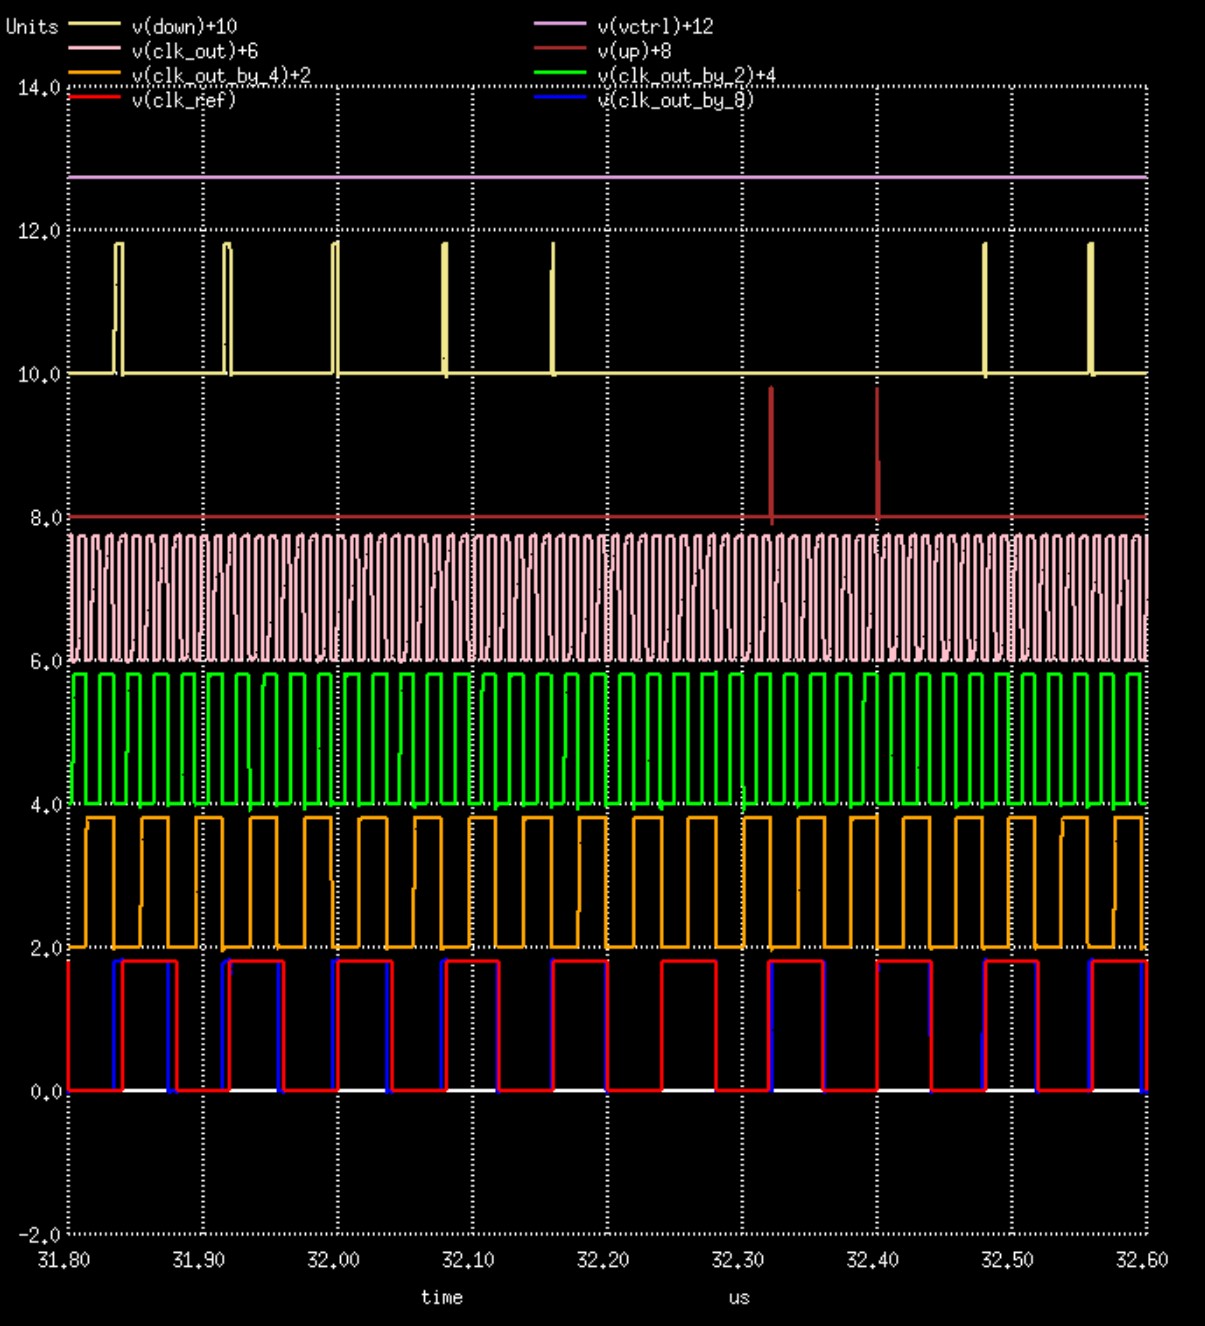 Units v(down)+10 v(vctrl)+12
v(clk_out)+6 v(up)+8
v(clk_out_by_4)+2 v(clk_out_by_2)+4
14.0
v(clk_ref) v(clk_out_by_8)
12.0
10.0
8.0
6.0
4.0
2.0
0.0
-2.0
31.80 31.90 32.00 32.10 32.20 32.30 32.40 32.50 32.60
time us